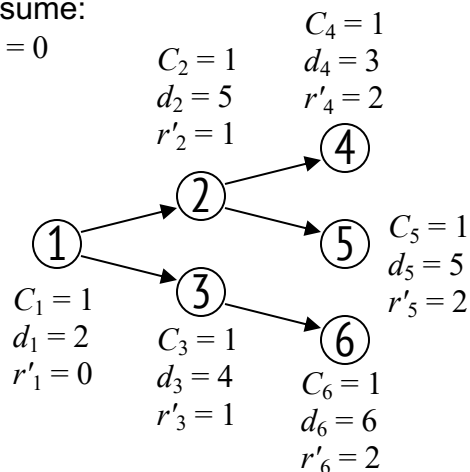 sume:
= 0
C₄ = 1
d₄ = 3
r'₄ = 2
C₂ = 1
d₂ = 5
r'₂ = 1
4
2
1
5
C₅ = 1
d₅ = 5
r'₅ = 2
3
6
C₁ = 1
d₁ = 2
r'₁ = 0
C₃ = 1
d₃ = 4
r'₃ = 1
C₆ = 1
d₆ = 6
r'₆ = 2